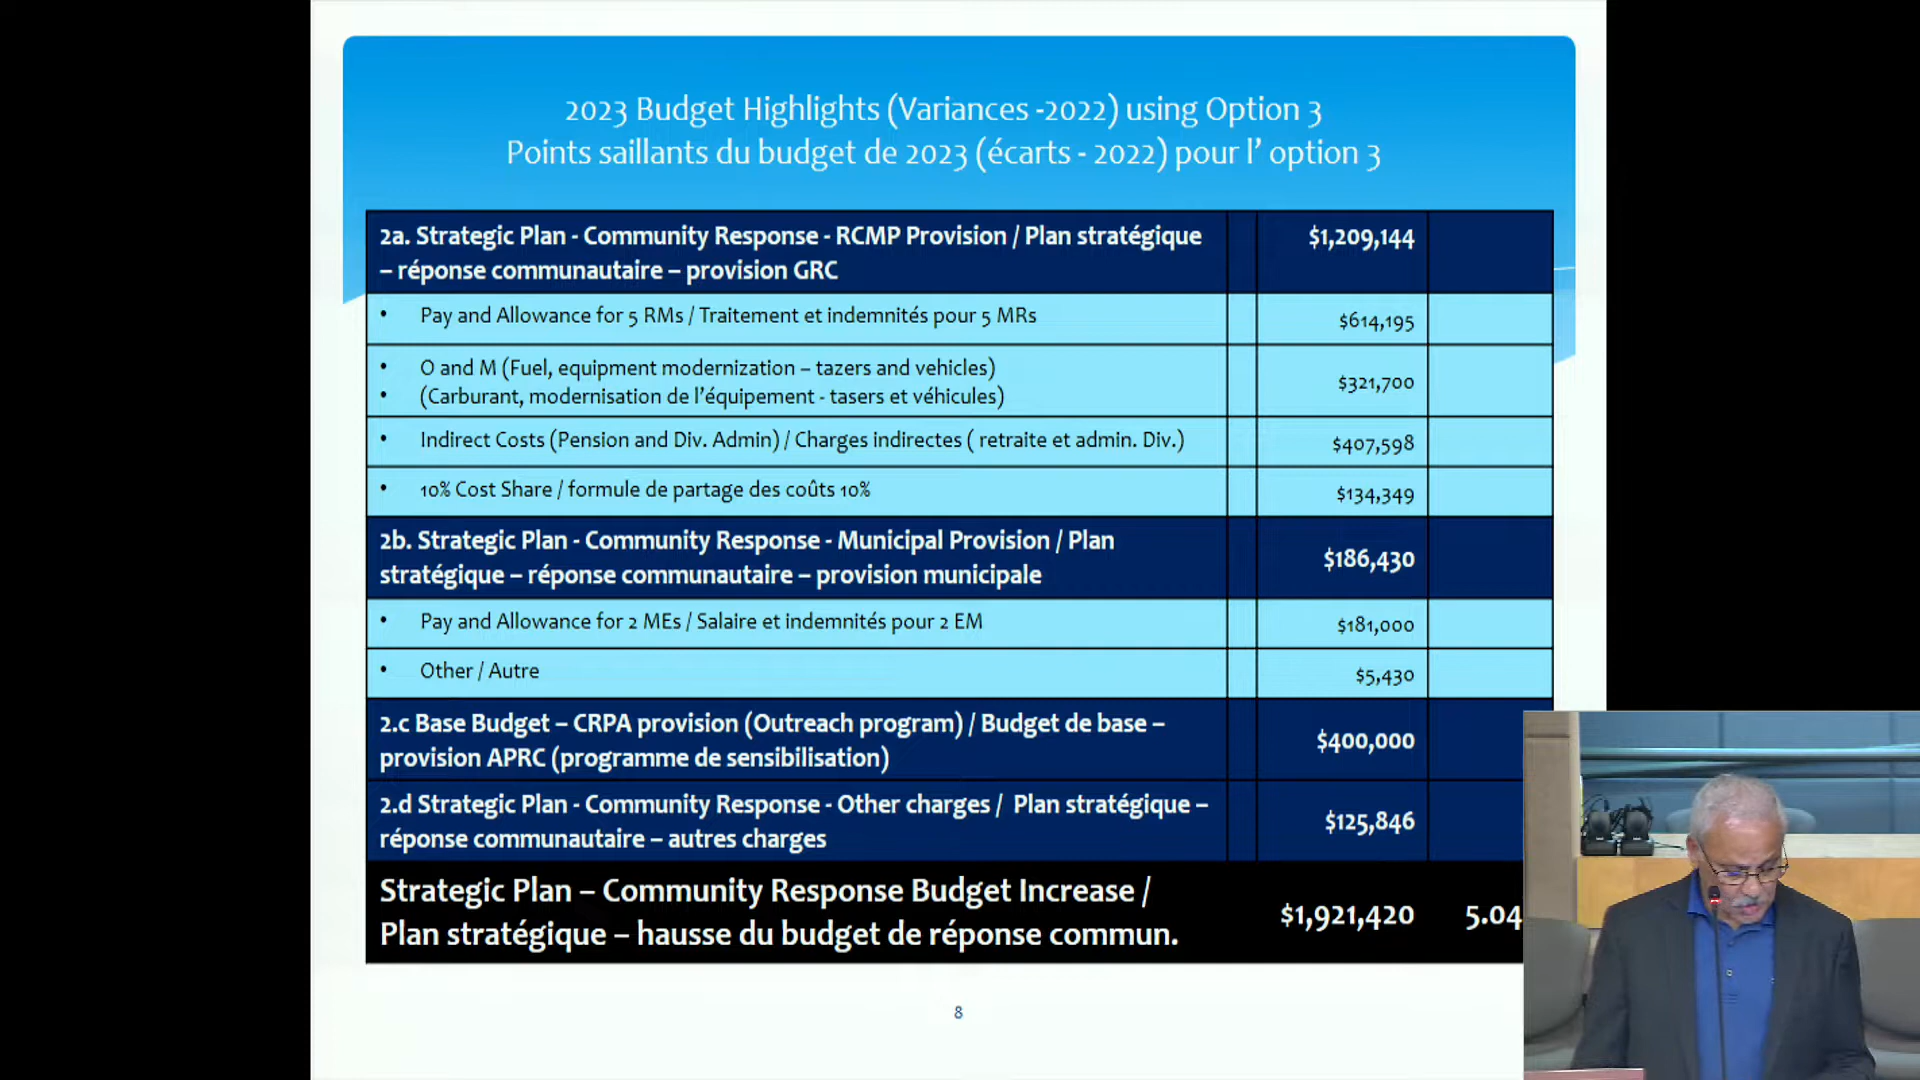 2023 Budget Highlights (Variances -2022) using Option 3
Points saillants du budget de 2023 (écarts - 2022) pour l’ option 3
2a. Strategic Plan - Community Response - RCMP Provision / Plan stratégique
– réponse communautaire – provision GRC
$1,209,144
• Pay and Allowance for 5 RMs / Traitement et indemnités pour 5 MRs
$614,195
• O and M (Fuel, equipment modernization – tazers and vehicles)
• (Carburant, modernisation de l’équipement - tasers et véhicules)
$321,700
• Indirect Costs (Pension and Div. Admin) / Charges indirectes ( retraite et admin. Div.)
$407,598
• 10% Cost Share / formule de partage des coûts 10%
$134,349
2b. Strategic Plan - Community Response - Municipal Provision / Plan
stratégique – réponse communautaire – provision municipale
$186,430
• Pay and Allowance for 2 MEs / Salaire et indemnités pour 2 EM
$181,000
• Other / Autre
$5,430
2.c Base Budget – CRPA provision (Outreach program) / Budget de base –
provision APRC (programme de sensibilisation)
$400,000
2.d Strategic Plan - Community Response - Other charges / Plan stratégique –
réponse communautaire – autres charges
$125,846
Strategic Plan – Community Response Budget Increase /
Plan stratégique – hausse du budget de réponse commun.
$1,921,420
5.04
8